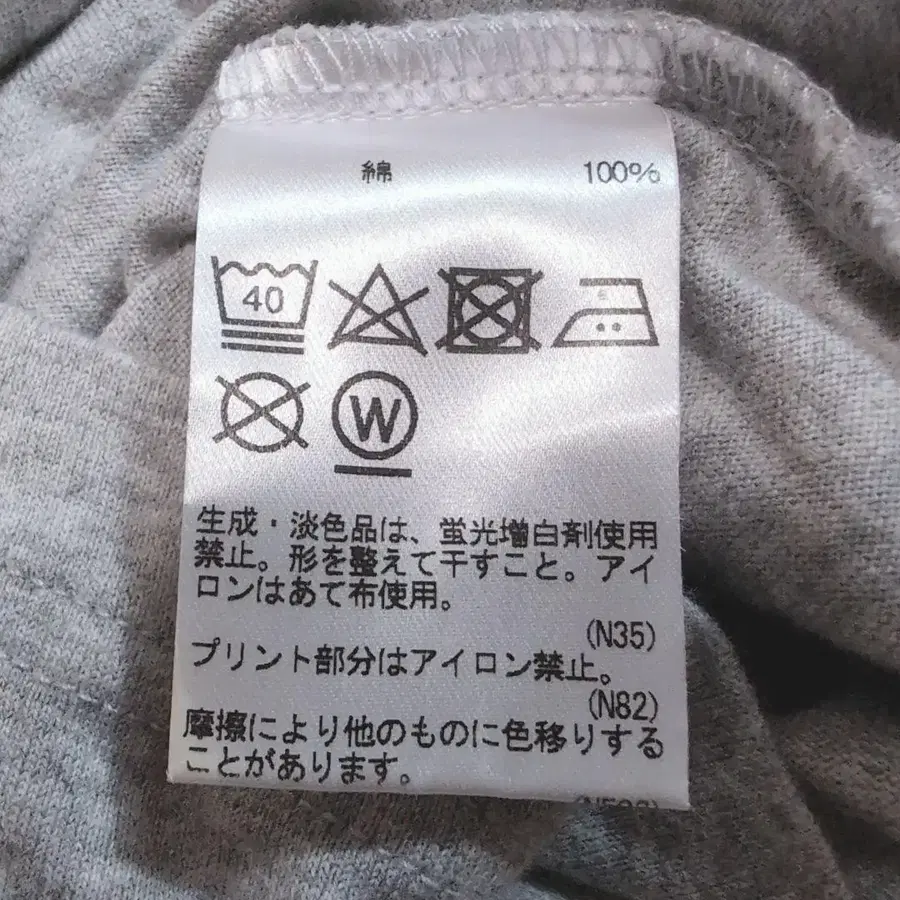 綿 100%
40
W
生成・淡色品は、蛍光増白剤使用
禁止。形を整えて干すこと。アイ
ロンはあて布使用。
(N35)
プリント部分はアイロン禁止。
(N82)
摩擦により他のものに色移りする
ことがあります。